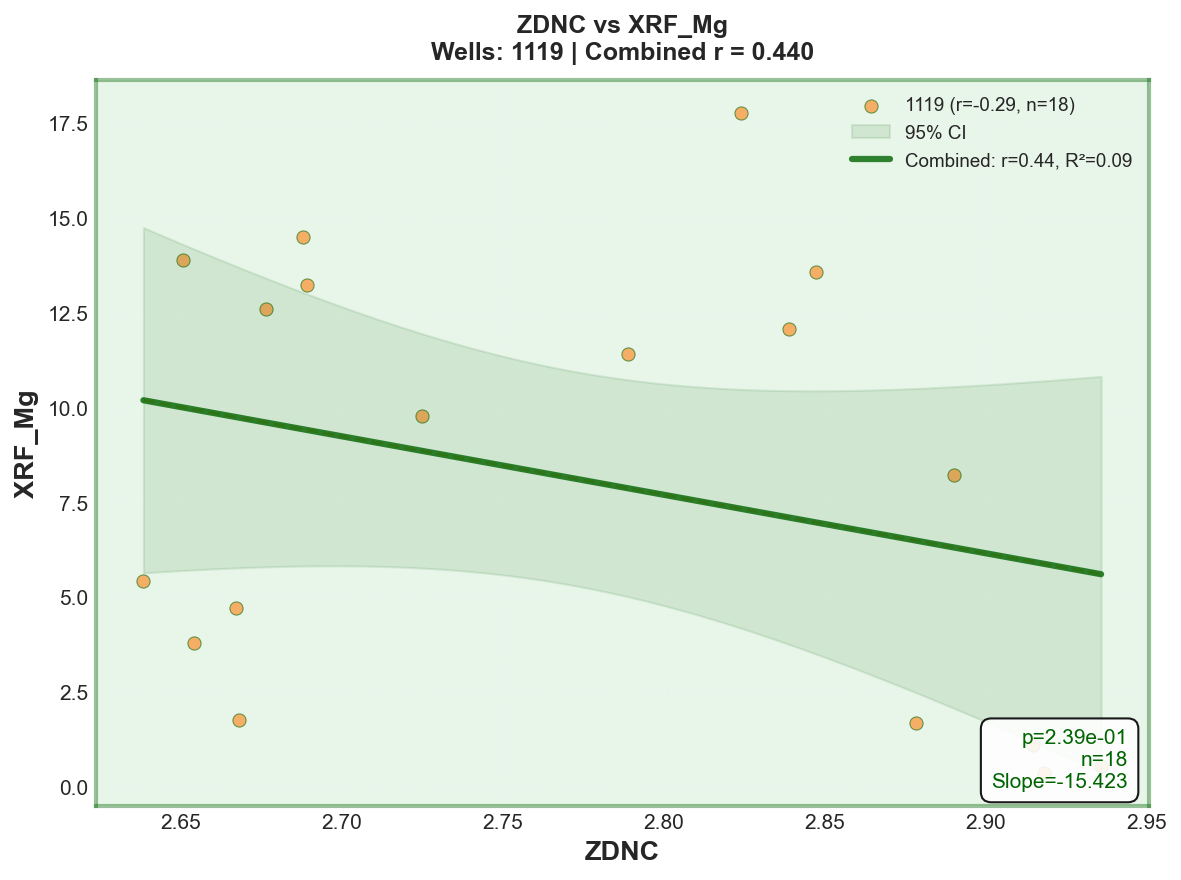 ZDNC vs XRF_Mg
Wells: 1119 | Combined r = 0.440
1119 (r=-0.29, n=18)
95% CI
Combined: r=0.44, R²=0.09
XRF_Mg
17.5
15.0
12.5
10.0
7.5
5.0
2.5
0.0
p=2.39e-01
n=18
Slope=-15.423
2.65
2.70
2.75
2.80
2.85
2.90
2.95
ZDNC